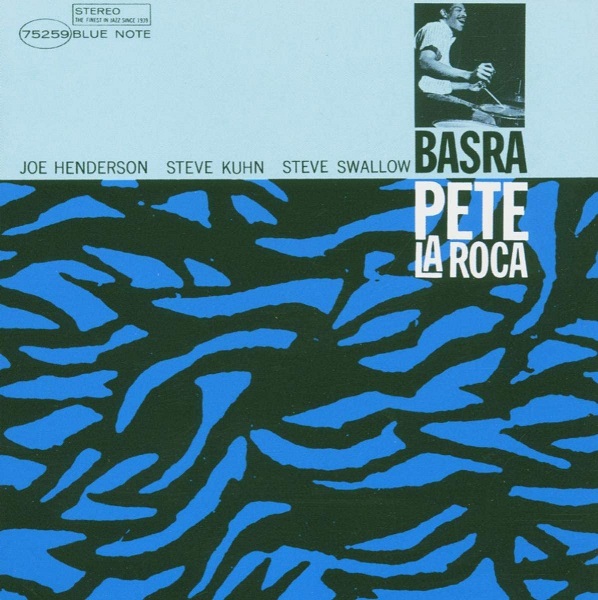 STEREO
THE FINEST IN JAZZ SINCE 1939
75259 BLUE NOTE
JOE HENDERSON STEVE KUHN STEVE SWALLOW BASRA
PETE
LA ROCA